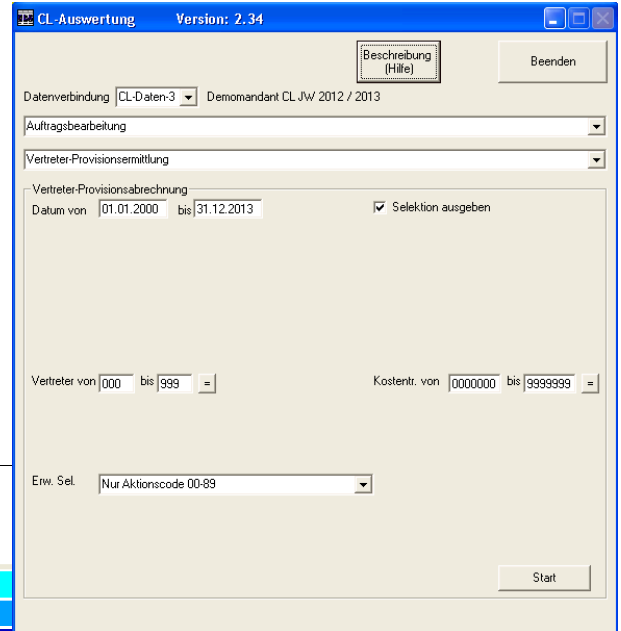 CL-Auswertung Version: 2.34
Beschreibung (Hilfe)
Beenden
Datenverbindung CL-Daten-3 Demomandant CL JW 2012 / 2013
Auftragsbearbeitung
Vertreter-Provisionsermittlung
Vertreter-Provisionsabrechnung
Datum von 01.01.2000 bis 31.12.2013 Selektion ausgeben
Vertreter von 000 bis 999 = Kostentr. von 0000000 bis 9999999 =
Erw. Sel. Nur Aktionscode 00-89
Start